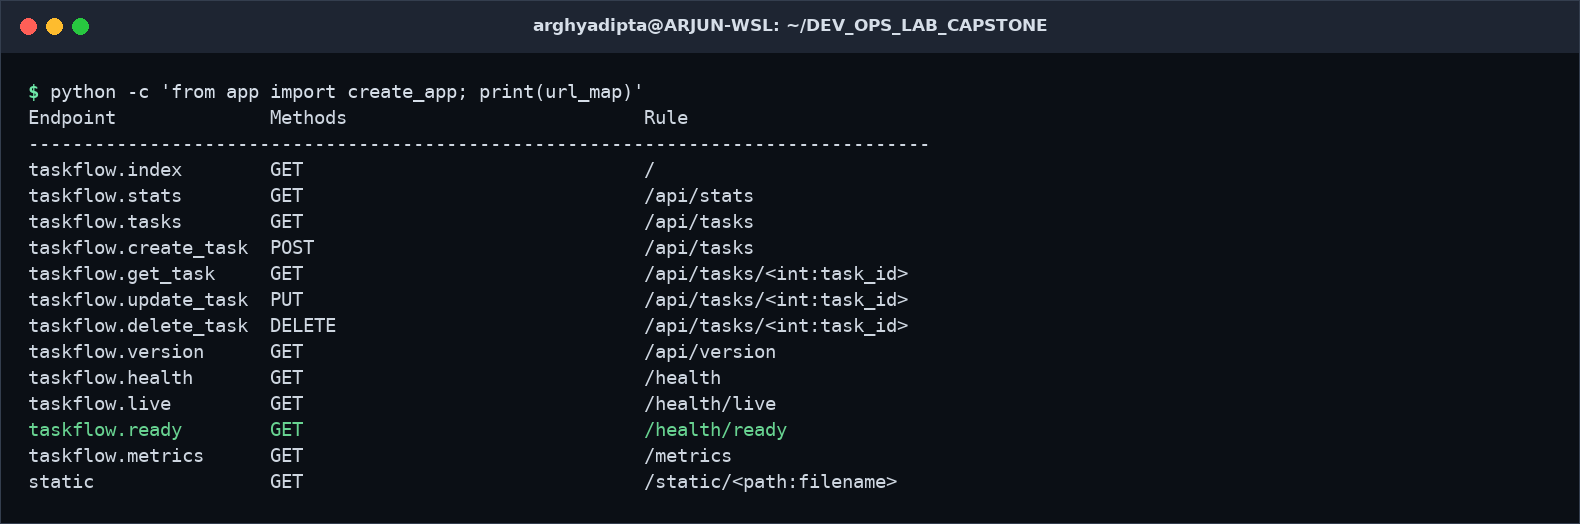 arghyadipta@ARJUN-WSL: ~/DEV_OPS_LAB_CAPSTONE
$ python -c 'from app import create_app; print(url_map)'
Endpoint              Methods                           Rule
----------------------------------------------------------------------------------
taskflow.index        GET                               /
taskflow.stats        GET                               /api/stats
taskflow.tasks        GET                               /api/tasks
taskflow.create_task  POST                              /api/tasks
taskflow.get_task     GET                               /api/tasks/<int:task_id>
taskflow.update_task  PUT                               /api/tasks/<int:task_id>
taskflow.delete_task  DELETE                            /api/tasks/<int:task_id>
taskflow.version      GET                               /api/version
taskflow.health       GET                               /health
taskflow.live         GET                               /health/live
taskflow.ready        GET                               /health/ready
taskflow.metrics      GET                               /metrics
static                GET                               /static/<path:filename>